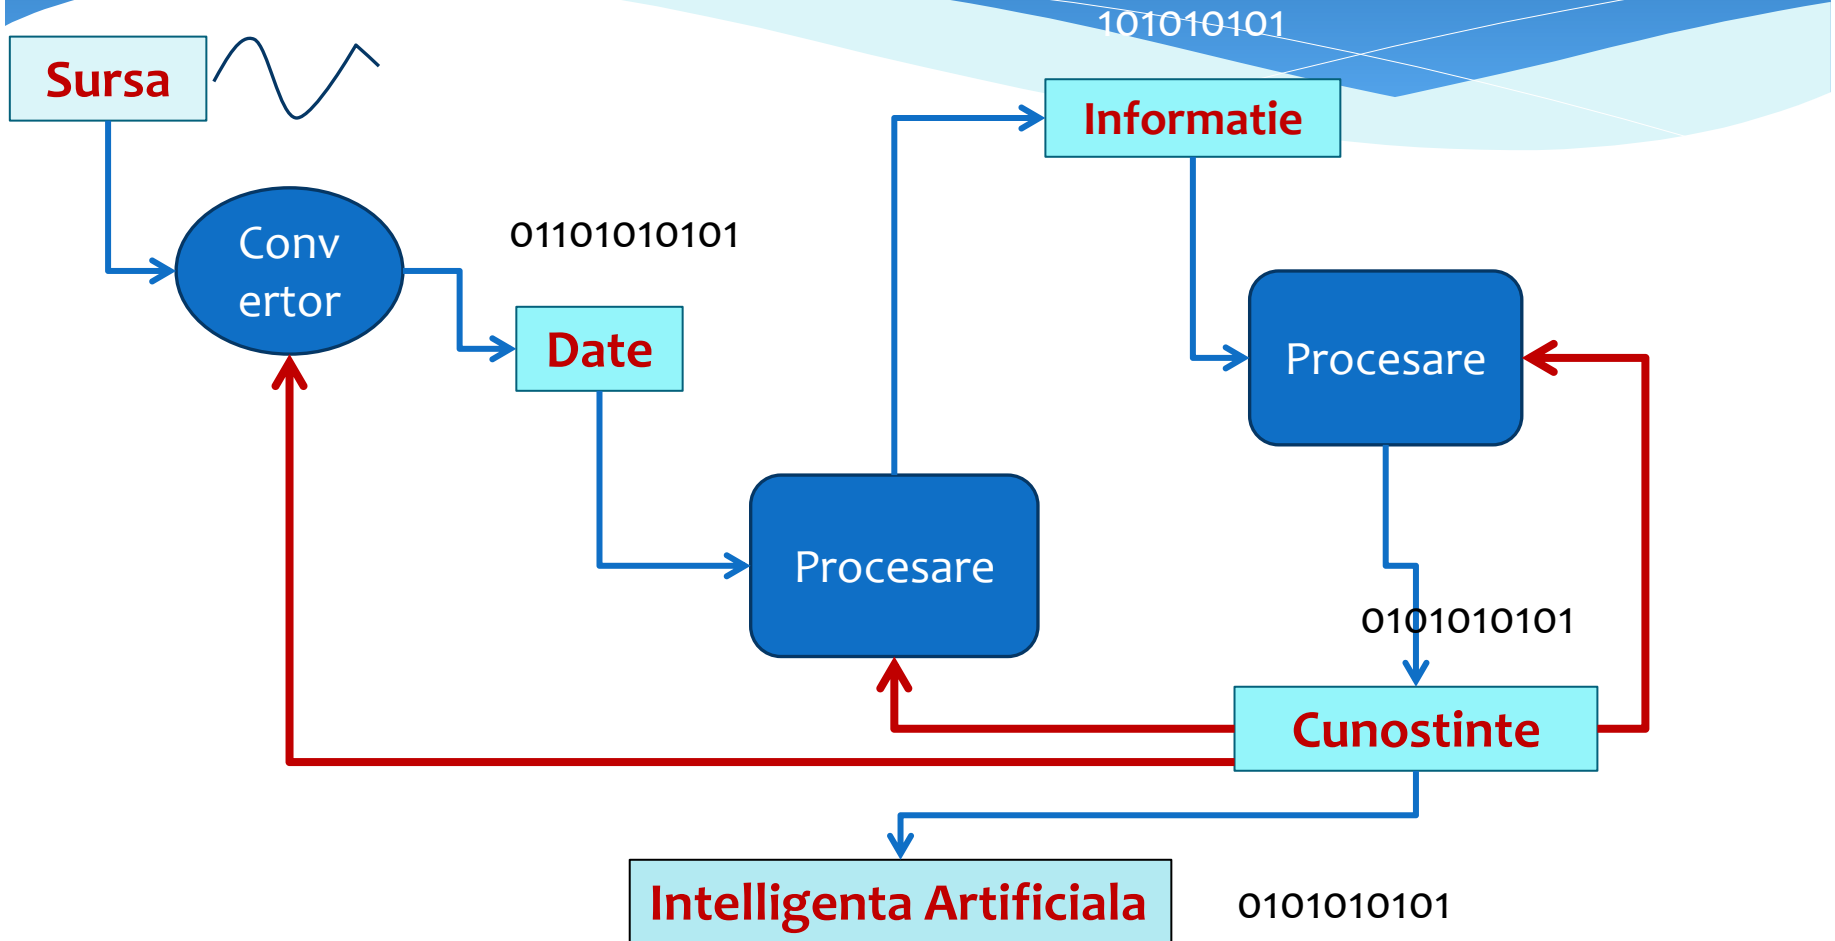 101010101
Sursa
Informatie
Conv
ertor
01101010101
Date
Procesare
Procesare
0101010101
Cunostinte
Intelligenta Artificiala
0101010101